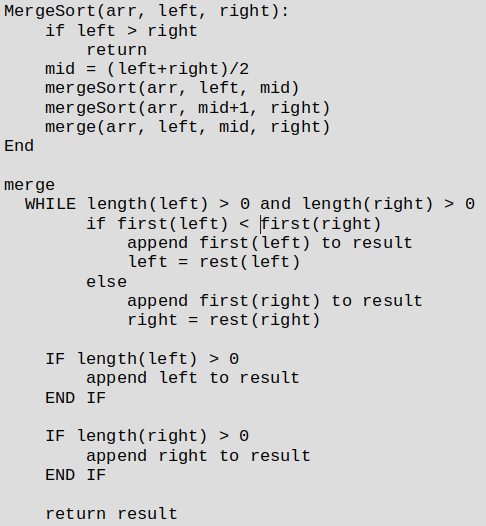 MergeSort(arr, left, right):
    if left > right
        return
    mid = (left+right)/2
    mergeSort(arr, left, mid)
    mergeSort(arr, mid+1, right)
    merge(arr, left, mid, right)
End

merge
  WHILE length(left) > 0 and length(right) > 0
        if first(left) < first(right)
            append first(left) to result
            left = rest(left)
        else
            append first(right) to result
            right = rest(right)

    IF length(left) > 0
        append left to result
    END IF

    IF length(right) > 0
        append right to result
    END IF

    return result